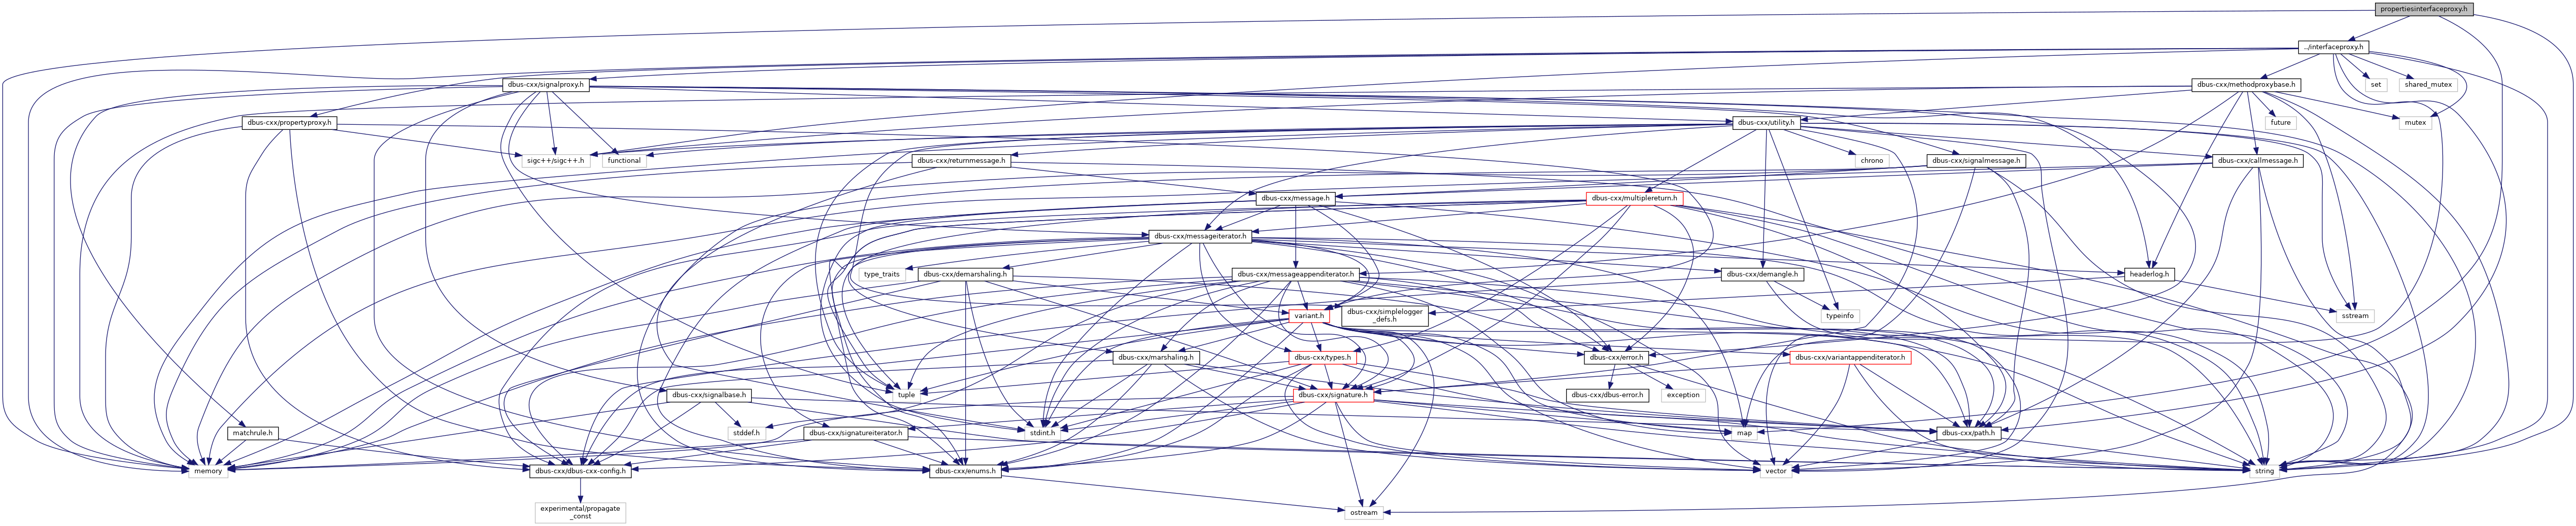 propertiesinterfaceproxy.h
../interfaceproxy.h
dbus-cxx/signalproxy.h
dbus-cxx/methodproxybase.h
set
shared_mutex
dbus-cxx/propertyproxy.h
dbus-cxx/utility.h
future
mutex
sigc++/sigc++.h
functional
dbus-cxx/returnmessage.h
chrono
dbus-cxx/signalmessage.h
dbus-cxx/callmessage.h
dbus-cxx/message.h
dbus-cxx/multiplereturn.h
dbus-cxx/messageiterator.h
type_traits
dbus-cxx/demarshaling.h
dbus-cxx/messageappenditerator.h
dbus-cxx/demangle.h
headerlog.h
variant.h
dbus-cxx/simplelogger
_defs.h
typeinfo
sstream
dbus-cxx/marshaling.h
dbus-cxx/types.h
dbus-cxx/error.h
dbus-cxx/variantappenditerator.h
dbus-cxx/signalbase.h
tuple
dbus-cxx/signature.h
dbus-cxx/dbus-error.h
exception
matchrule.h
stddef.h
dbus-cxx/signatureiterator.h
stdint.h
map
dbus-cxx/path.h
memory
dbus-cxx/dbus-cxx-config.h
dbus-cxx/enums.h
vector
string
experimental/propagate
_const
ostream